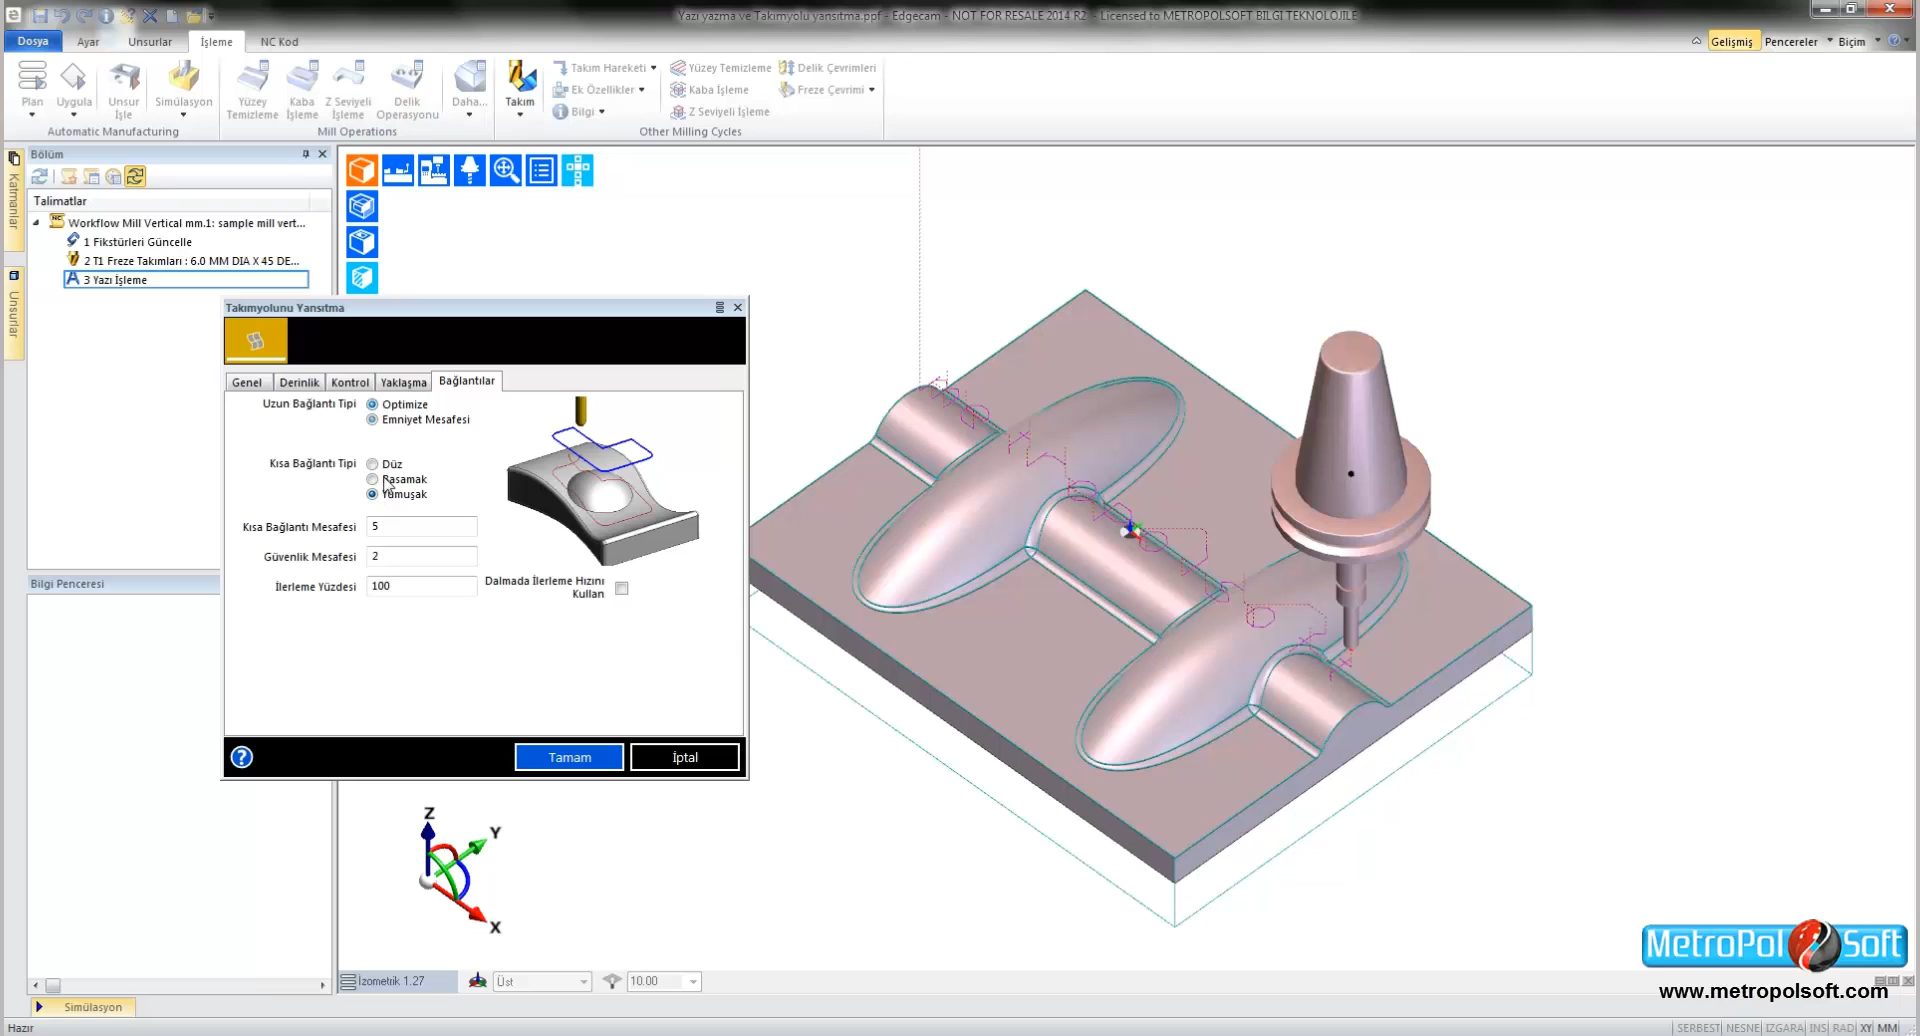 Yazı yazma ve Takımyolu yansıtma.ppf - Edgecam - NOT FOR RESALE 2014 R2 - Licensed to METROPOLSOFT BILGI TEKNOLOJILE
Dosya Ayar Unsurlar İşleme NC Kod Gelişmiş Pencereler Biçim
Plan Uygula Unsur İşle Simülasyon
Automatic Manufacturing
Yüzey Temizleme Kaba İşleme Z Seviyeli İşleme Delik Operasyonu Daha...
Mill Operations
Takım
Takım Hareketi Yüzey Temizleme Delik Çevrimleri
Ek Özellikler Kaba İşleme Freze Çevrimi
Bilgi Z Seviyeli İşleme
Other Milling Cycles
Katmanlar
Unsurlar
Bölüm
Talimatlar
Workflow Mill Vertical mm.1: sample mill vert...
1 Fikstürleri Güncelle
2 T1 Freze Takımları : 6.0 MM DIA X 45 DE...
3 Yazı İşleme
Takımyolunu Yansıtma
Genel Derinlik Kontrol Yaklaşma Bağlantılar
Uzun Bağlantı Tipi Optimize
Emniyet Mesafesi
Kısa Bağlantı Tipi Düz
Basamak
Yumuşak
Kısa Bağlantı Mesafesi 5
Güvenlik Mesafesi 2
İlerleme Yüzdesi 100
Dalmada İlerleme Hızını Kullan
Tamam İptal
Bilgi Penceresi
Z
Y
X
İzometrik 1.27 Üst 10.00
Simülasyon
MetroPol Soft
www.metropolsoft.com
Hazır SERBEST NESNE IZGARA INS RAD XY MM